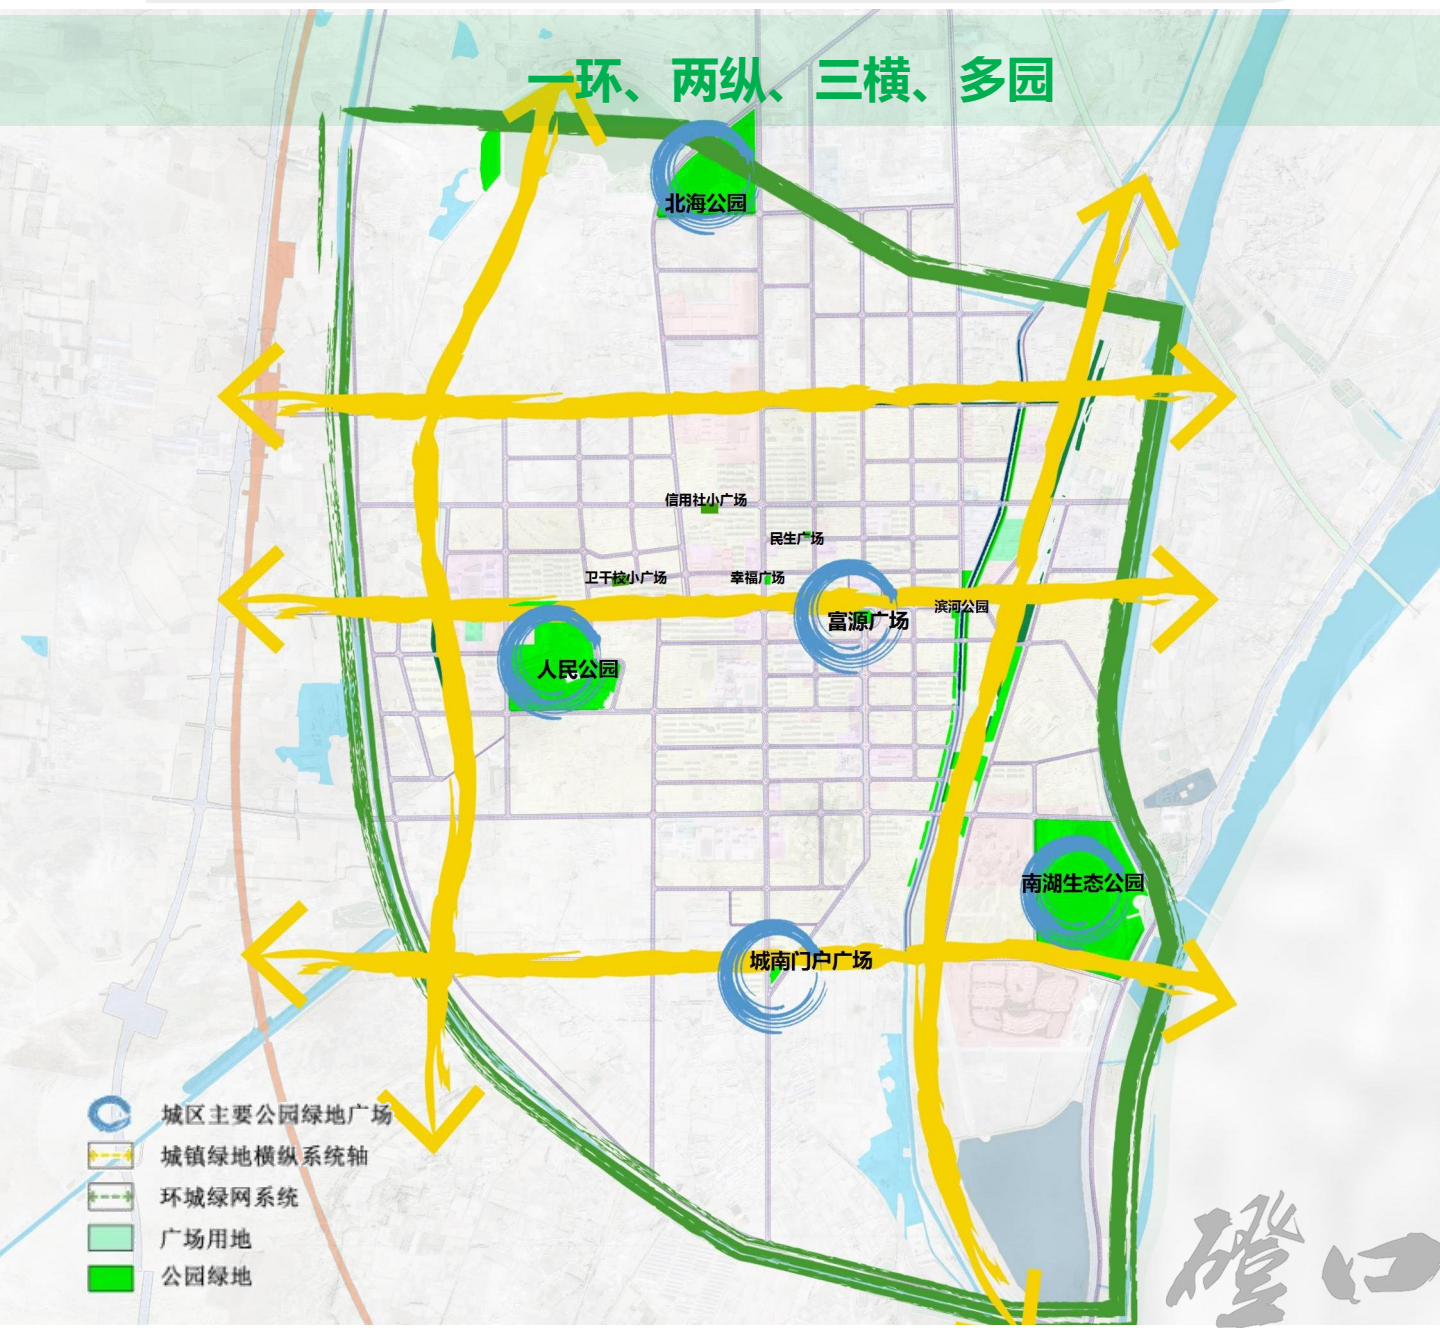 一环、两纵、三横、多园
北海公园
信用社小广场
民生广场
卫干校小广场
幸福广场
滨河公园
富源广场
人民公园
南湖生态公园
城南门户广场
城区主要公园绿地广场
城镇绿地横纵系统轴
环城绿网系统
广场用地
公园绿地
磴口